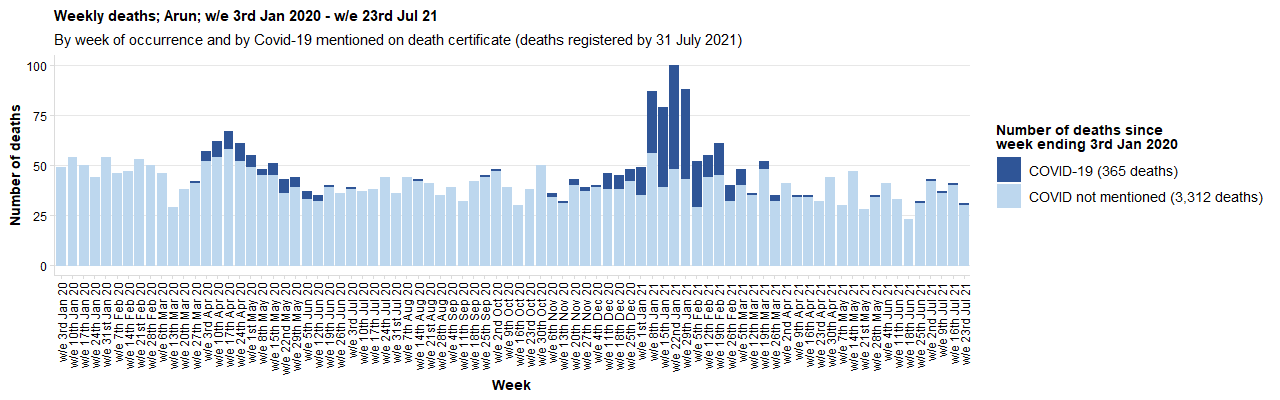 Weekly deaths; Arun; w/e 3rd Jan 2020 - w/e 23rd Jul 21
By week of occurrence and by Covid-19 mentioned on death certificate (deaths registered by 31 July 2021)
Number of deaths
100
75
50
25
0
w/e 3rd Jan 20
w/e 10th Jan 20
w/e 17th Jan 20
w/e 24th Jan 20
w/e 31st Jan 20
w/e 7th Feb 20
w/e 14th Feb 20
w/e 21st Feb 20
w/e 28th Feb 20
w/e 6th Mar 20
w/e 13th Mar 20
w/e 20th Mar 20
w/e 27th Mar 20
w/e 3rd Apr 20
w/e 10th Apr 20
w/e 17th Apr 20
w/e 24th Apr 20
w/e 1st May 20
w/e 8th May 20
w/e 15th May 20
w/e 22nd May 20
w/e 29th May 20
w/e 5th Jun 20
w/e 12th Jun 20
w/e 19th Jun 20
w/e 26th Jun 20
w/e 3rd Jul 20
w/e 10th Jul 20
w/e 17th Jul 20
w/e 24th Jul 20
w/e 31st Jul 20
w/e 7th Aug 20
w/e 14th Aug 20
w/e 21st Aug 20
w/e 28th Aug 20
w/e 4th Sep 20
w/e 11th Sep 20
w/e 18th Sep 20
w/e 25th Sep 20
w/e 2nd Oct 20
w/e 9th Oct 20
w/e 16th Oct 20
w/e 23rd Oct 20
w/e 30th Oct 20
w/e 6th Nov 20
w/e 13th Nov 20
w/e 20th Nov 20
w/e 27th Nov 20
w/e 4th Dec 20
w/e 11th Dec 20
w/e 18th Dec 20
w/e 25th Dec 20
w/e 1st Jan 21
w/e 8th Jan 21
w/e 15th Jan 21
w/e 22nd Jan 21
w/e 29th Jan 21
w/e 5th Feb 21
w/e 12th Feb 21
w/e 19th Feb 21
w/e 26th Feb 21
w/e 5th Mar 21
w/e 12th Mar 21
w/e 19th Mar 21
w/e 26th Mar 21
w/e 2nd Apr 21
w/e 9th Apr 21
w/e 16th Apr 21
w/e 23rd Apr 21
w/e 30th Apr 21
w/e 7th May 21
w/e 14th May 21
w/e 21st May 21
w/e 28th May 21
w/e 4th Jun 21
w/e 11th Jun 21
w/e 18th Jun 21
w/e 25th Jun 21
w/e 2nd Jul 21
w/e 9th Jul 21
w/e 16th Jul 21
w/e 23rd Jul 21
Week
Number of deaths since
week ending 3rd Jan 2020
COVID-19 (365 deaths)
COVID not mentioned (3,312 deaths)